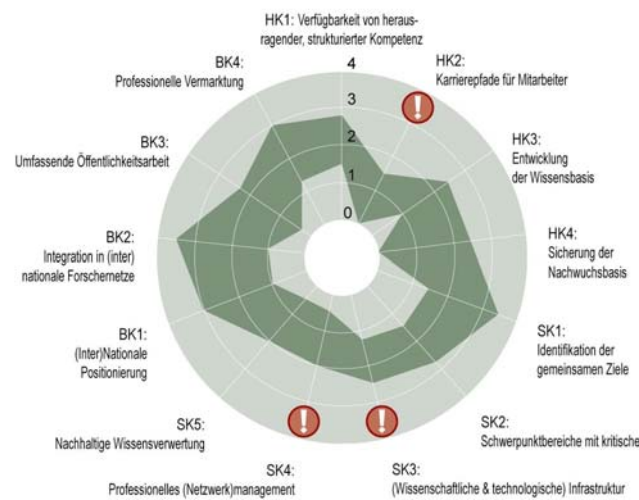 HK1: Verfügbarkeit von heraus-
ragender, strukturierter Kompetenz
HK2:
Karrierepfade für Mitarbeiter
HK3:
Entwicklung
der Wissensbasis
HK4:
Sicherung der
Nachwuchsbasis
SK1:
Identifikation der
gemeinsamen Ziele
SK2:
Schwerpunktbereiche mit kritische
SK3:
(Wissenschaftliche & technologische) Infrastruktur
SK4:
Professionelles (Netzwerk)management
SK5:
Nachhaltige Wissensverwertung
BK1:
(Inter)Nationale
Positionierung
BK2:
Integration in (inter)
nationale Forschernetze
BK3:
Umfassende Öffentlichkeitsarbeit
BK4:
Professionelle Vermarktung
4
3
2
1
0
!
!
!